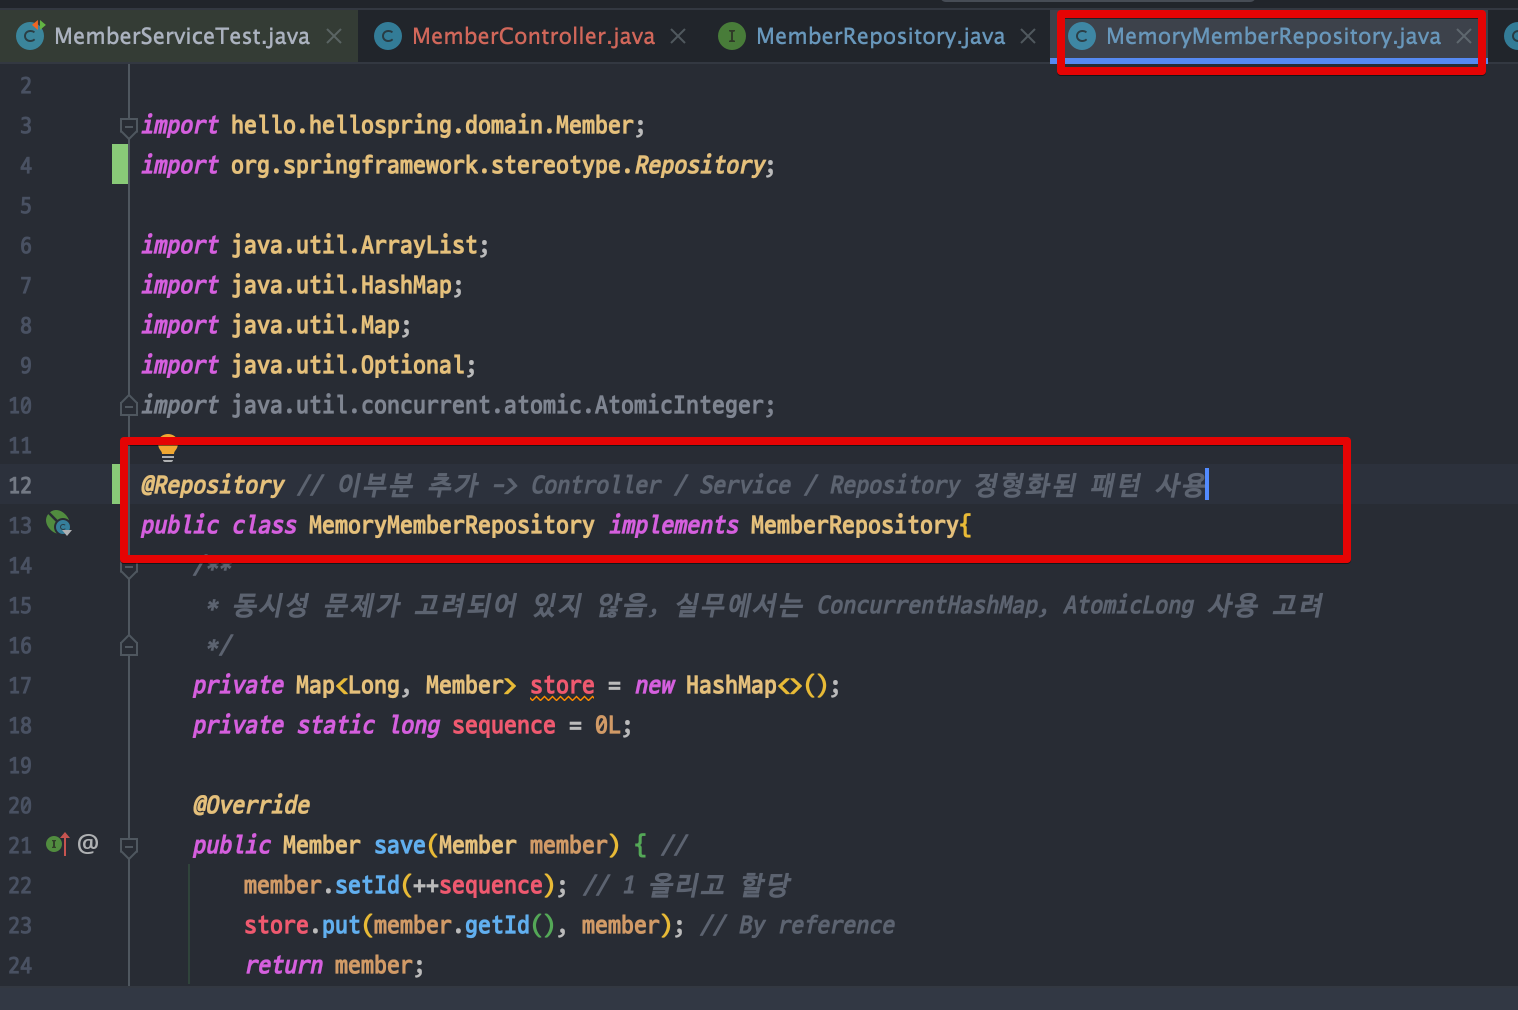 MemberServiceTest.java MemberController.java MemberRepository.java MemoryMemberRepository.java
2
3 import hello.hellospring.domain.Member;
4 import org.springframework.stereotype.Repository;
5
6 import java.util.ArrayList;
7 import java.util.HashMap;
8 import java.util.Map;
9 import java.util.Optional;
10 import java.util.concurrent.atomic.AtomicInteger;
11
12 @Repository // 이부분 추가 -> Controller / Service / Repository 정형화된 패턴 사용
13 public class MemoryMemberRepository implements MemberRepository{
14 /**
15 * 동시성 문제가 고려되어 있지 않음, 실무에서는 ConcurrentHashMap, AtomicLong 사용 고려
16 */
17 private Map<Long, Member> store = new HashMap<>();
18 private static long sequence = 0L;
19
20 @Override
21 @ public Member save(Member member) { //
22 member.setId(++sequence); // 1 올리고 할당
23 store.put(member.getId(), member); // By reference
24 return member;